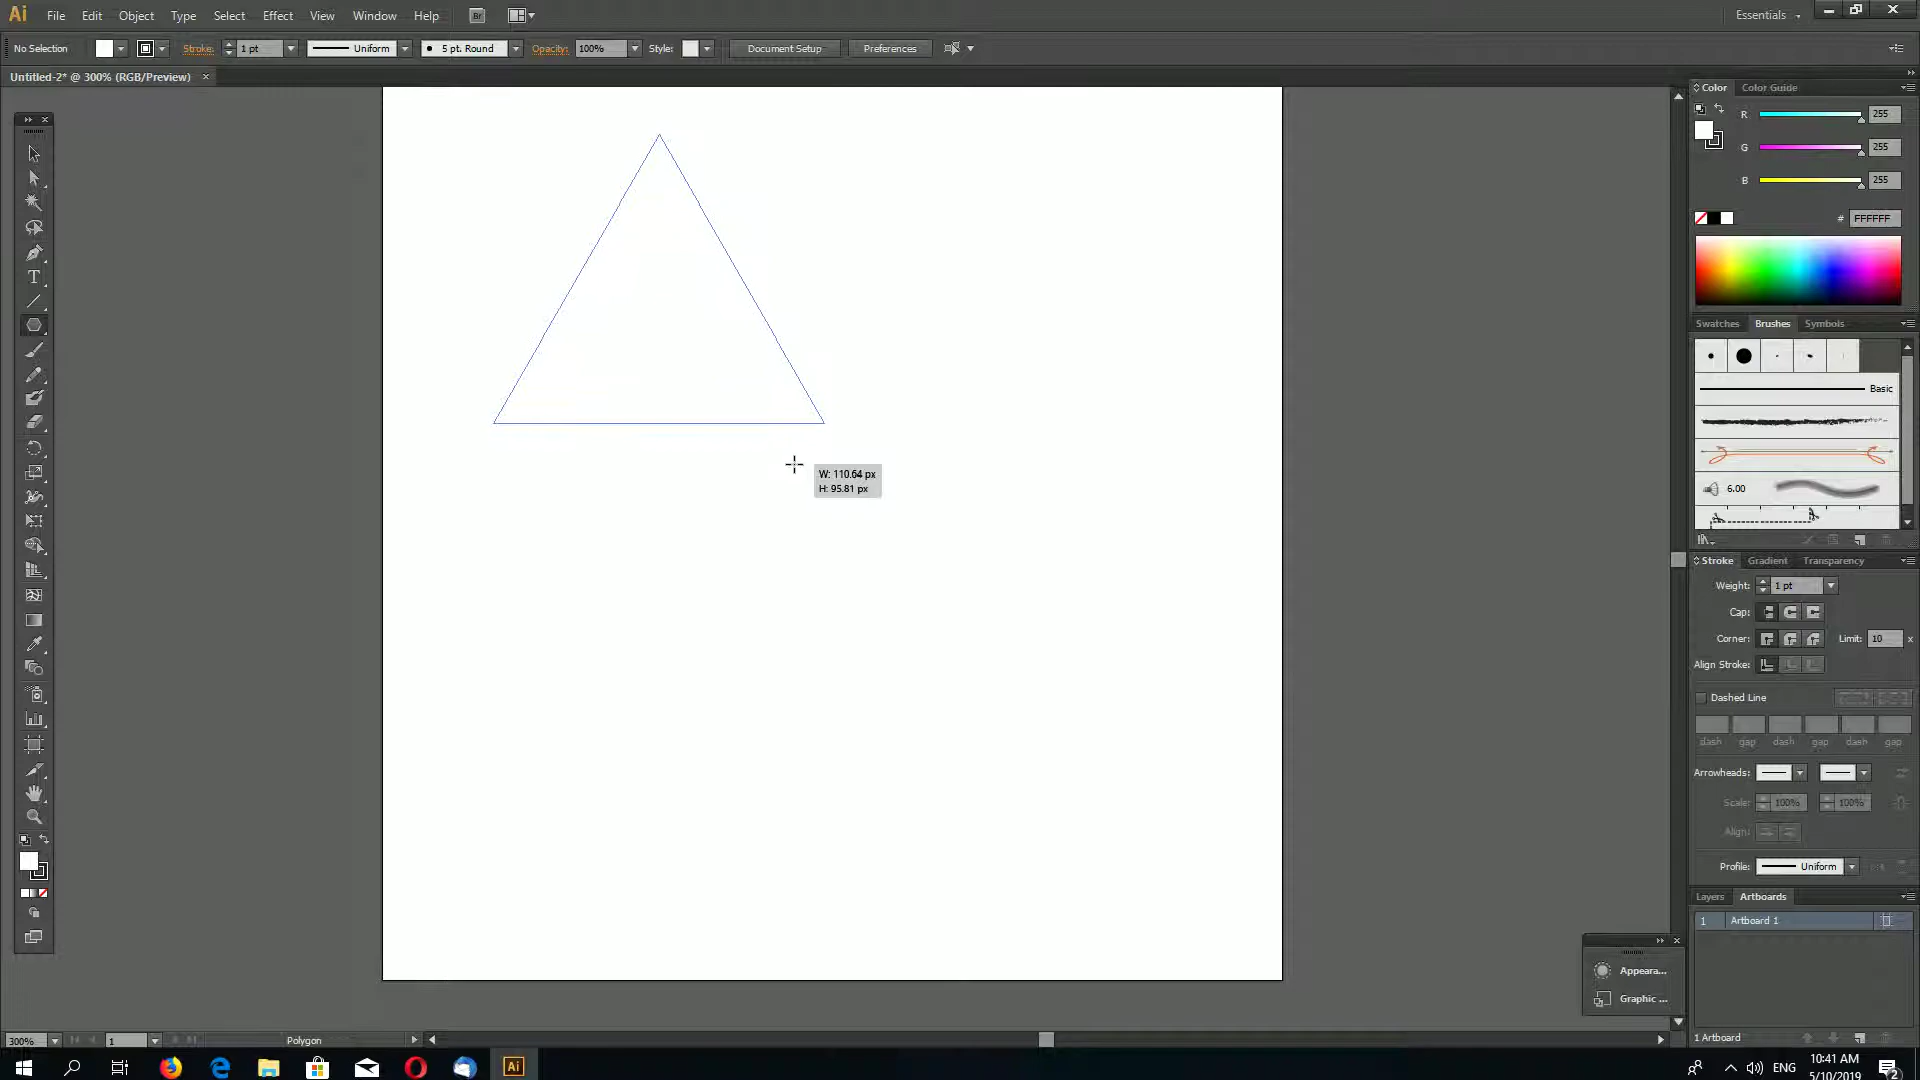 Ai File Edit Object Type Select Effect View Window Help Br Essentials
No Selection Stroke: 1 pt Uniform 5 pt. Round Opacity: 100% Style: Document Setup Preferences
Untitled-2* @ 300% (RGB/Preview)
Color Color Guide
R 255
G 255
B 255
# FFFFFF
Swatches Brushes Symbols
Basic
6.00
W: 110.64 px
H: 95.81 px
Stroke Gradient Transparency
Weight: 1 pt
Cap:
Corner: Limit: 10 x
Align Stroke:
Dashed Line
dash gap dash gap dash gap
Arrowheads:
Scale: 100% 100%
Align:
Profile: Uniform
Layers Artboards
1 Artboard 1
Appeara...
Graphic ...
1 Artboard
300% 1 Polygon
Ai ENG 10:41 AM
5/10/2019 2